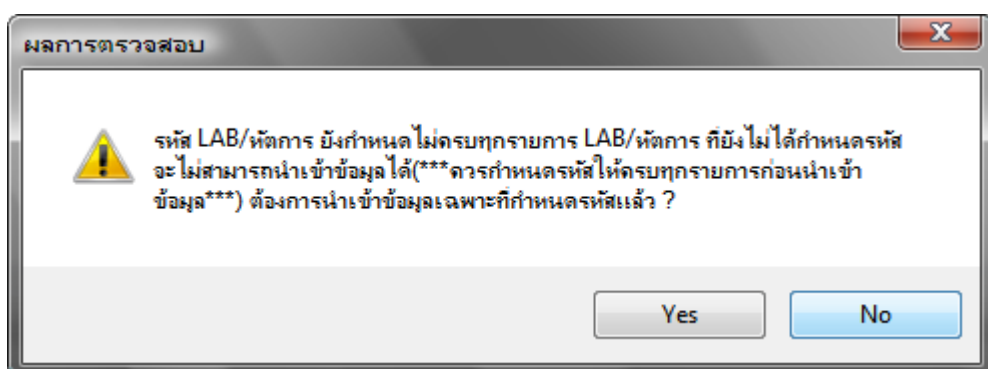 ผลการตรวจสอบ
รหัส LAB/หัตการ ยังกำหนดไม่ครบทุกรายการ LAB/หัตการ ที่ยังไม่ได้กำหนดรหัส
จะไม่สามารถนำเข้าข้อมูลได้(***ควรกำหนดรหัสให้ครบทุกรายการก่อนนำเข้า
ข้อมูล***) ต้องการนำเข้าข้อมูลเฉพาะที่กำหนดรหัสแล้ว ?
Yes
No